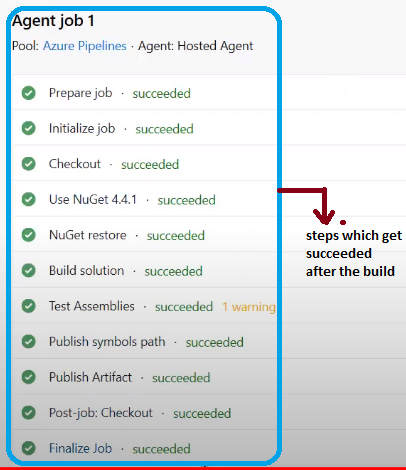 Agent job 1
Pool: Azure Pipelines · Agent: Hosted Agent
Prepare job · succeeded
Initialize job · succeeded
Checkout · succeeded
Use NuGet 4.4.1 · succeeded
NuGet restore · succeeded
Build solution · succeeded
Test Assemblies · succeeded 1 warning
Publish symbols path · succeeded
Publish Artifact · succeeded
Post-job: Checkout · succeeded
Finalize Job · succeeded
steps which get
succeeded
after the build